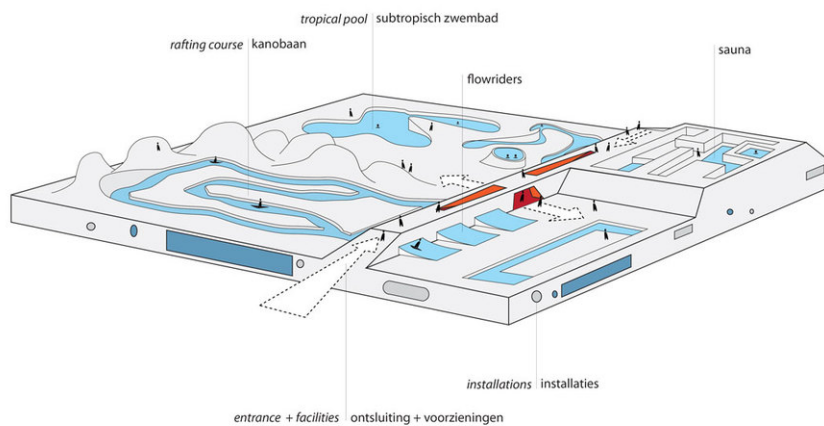 tropical pool subtropisch zwembad
rafting course kanobaan
sauna
flowriders
installations installaties
entrance + facilities ontsluiting + voorzieningen